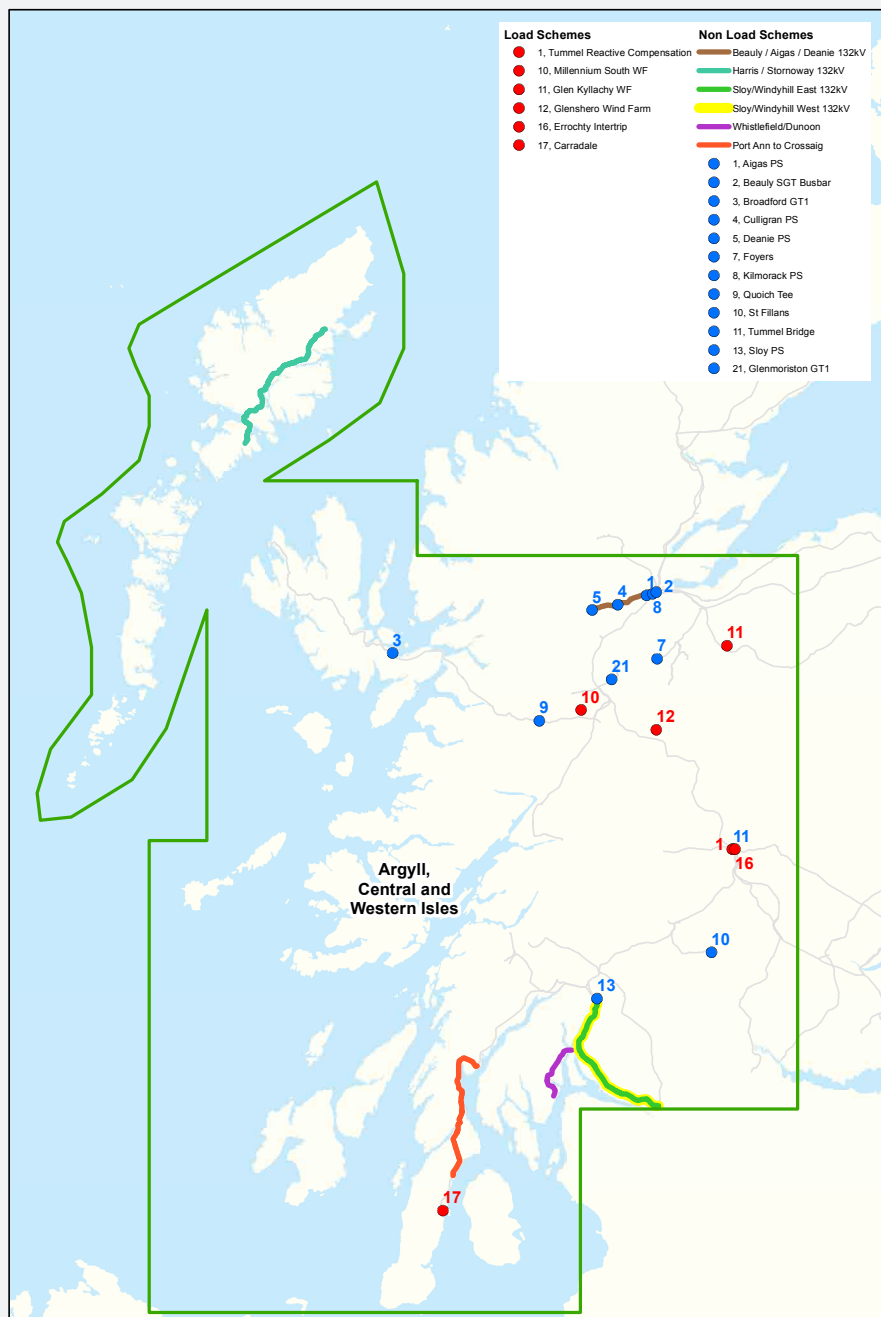 Load Schemes
1, Tummel Reactive Compensation
10, Millennium South WF
11, Glen Kyllachy WF
12, Glenshero Wind Farm
16, Errochty Intertrip
17, Carradale
Non Load Schemes
Beauly / Aigas / Deanie 132kV
Harris / Stornoway 132kV
Sloy/Windyhill East 132kV
Sloy/Windyhill West 132kV
Whistlefield/Dunoon
Port Ann to Crossaig
1, Aigas PS
2, Beauly SGT Busbar
3, Broadford GT1
4, Culligran PS
5, Deanie PS
7, Foyers
8, Kilmorack PS
9, Quoich Tee
10, St Fillans
11, Tummel Bridge
13, Sloy PS
21, Glenmoriston GT1
5
4
1
2
8
3
7
11
21
10
9
12
1
11
16
Argyll,
Central and
Western Isles
10
13
17